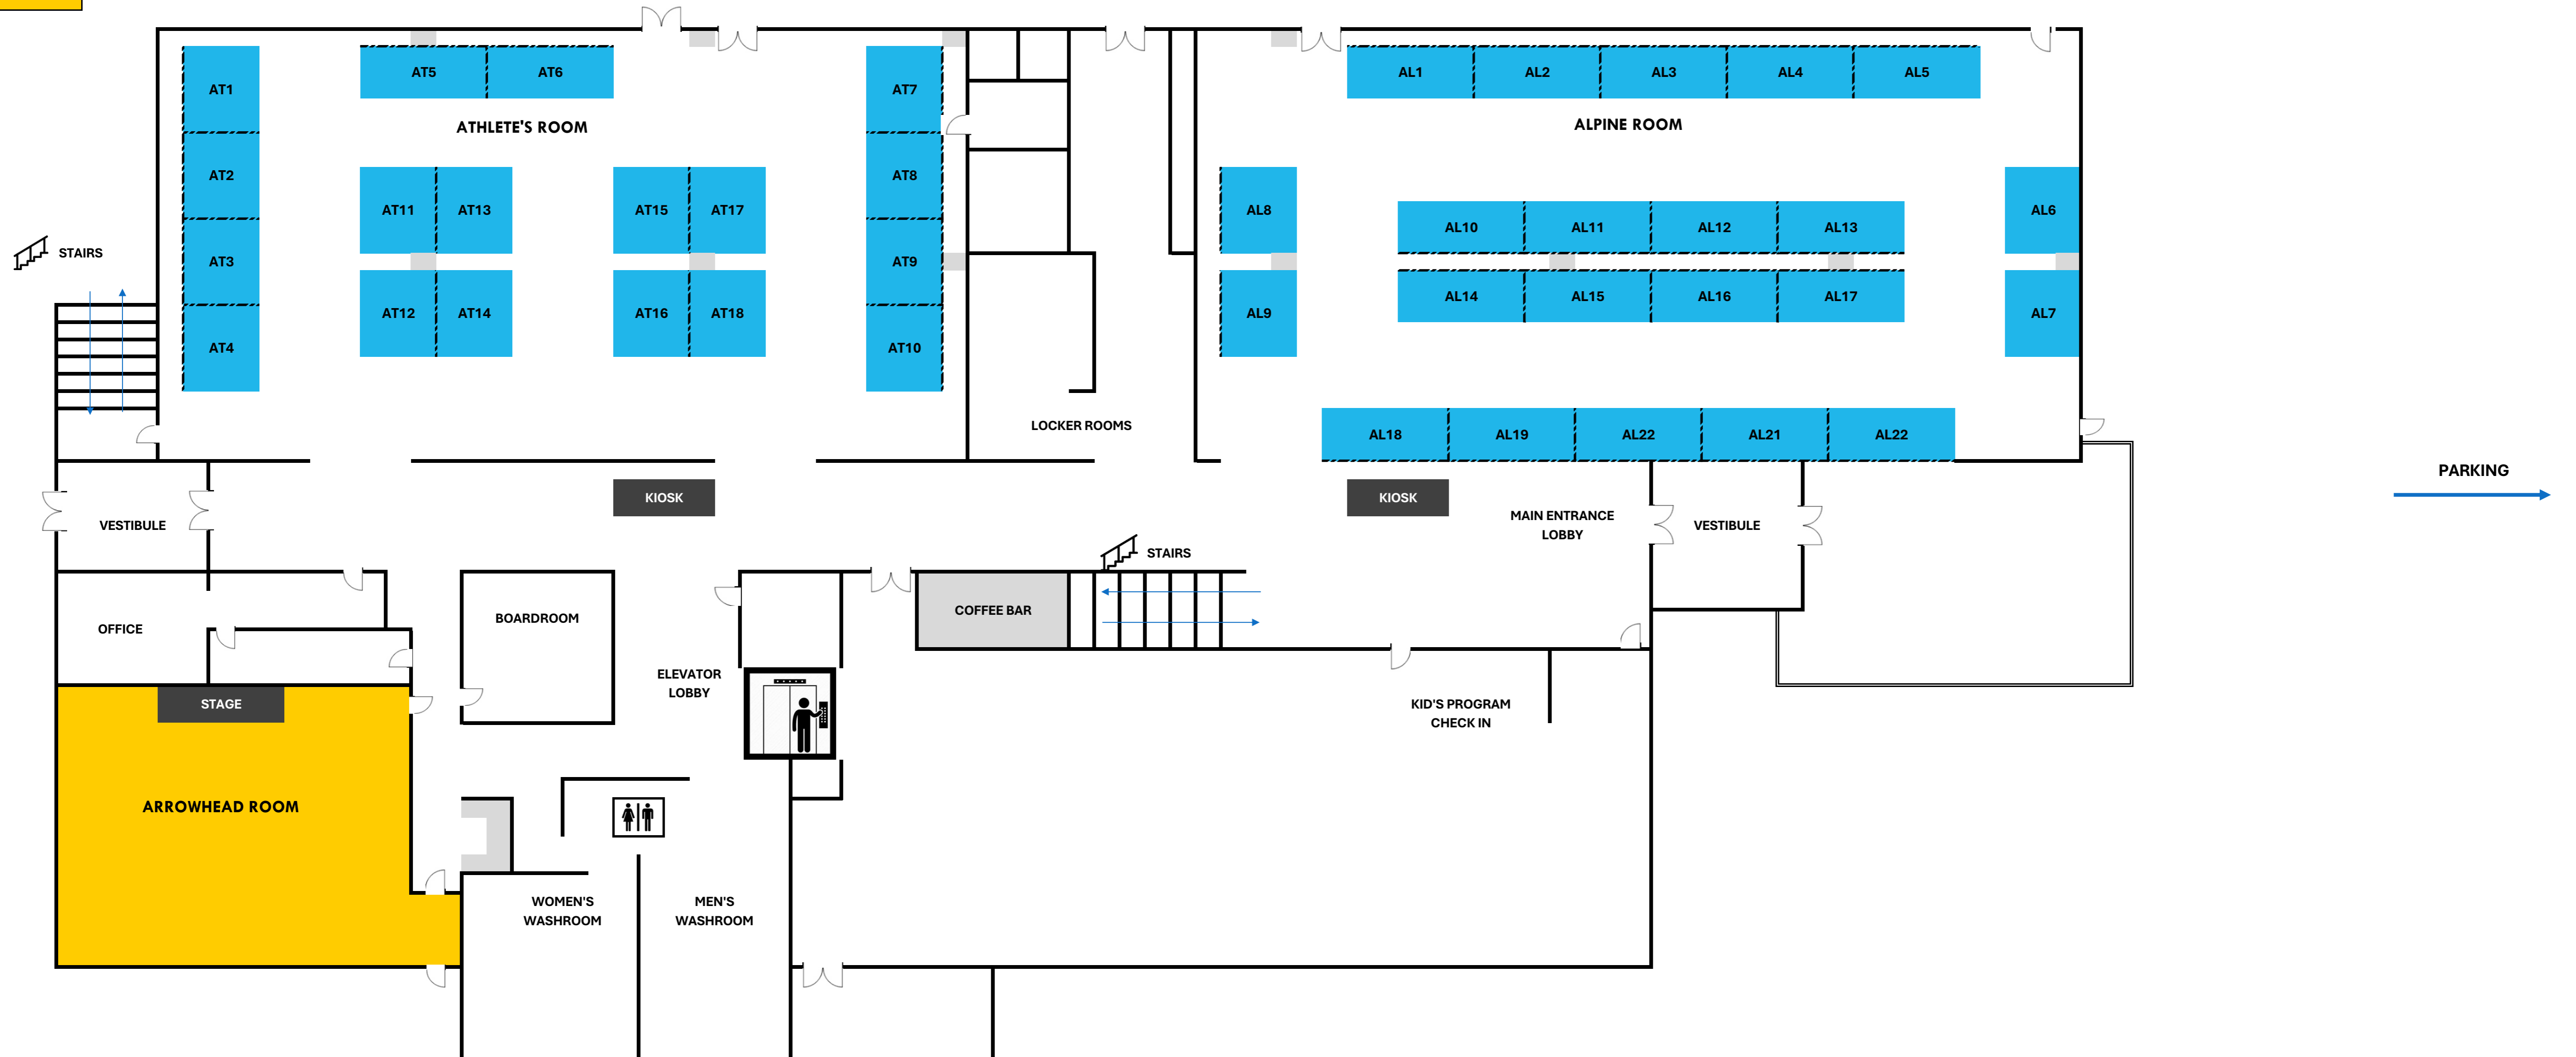 AT1
AT5
AT6
AT7
AL1
AL2
AL3
AL4
AL5
ATHLETE'S ROOM
ALPINE ROOM
AT2
AT8
AT11
AT13
AT15
AT17
AL8
AL10
AL11
AL12
AL13
AL6
STAIRS
AT3
AT9
AT12
AT14
AT16
AT18
AL9
AL14
AL15
AL16
AL17
AL7
AT4
AT10
LOCKER ROOMS
AL18
AL19
AL22
AL21
AL22
PARKING
KIOSK
KIOSK
VESTIBULE
MAIN ENTRANCE
LOBBY
VESTIBULE
STAIRS
OFFICE
BOARDROOM
COFFEE BAR
ELEVATOR
LOBBY
STAGE
KID'S PROGRAM
CHECK IN
ARROWHEAD ROOM
WOMEN'S
WASHROOM
MEN'S
WASHROOM